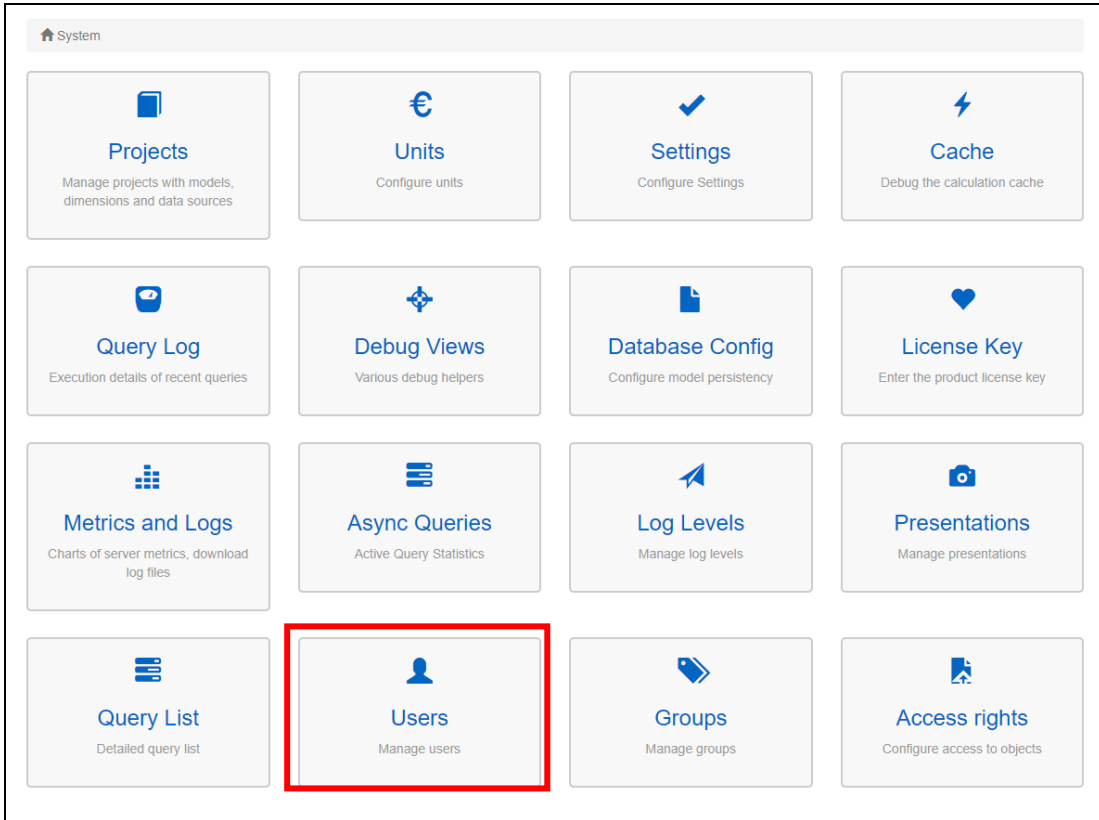 System
Projects
Manage projects with models,
dimensions and data sources
€
Units
Configure units
Settings
Configure Settings
Cache
Debug the calculation cache
Query Log
Execution details of recent queries
Debug Views
Various debug helpers
Database Config
Configure model persistency
License Key
Enter the product license key
Metrics and Logs
Charts of server metrics, download
log files
Async Queries
Active Query Statistics
Log Levels
Manage log levels
Presentations
Manage presentations
Query List
Detailed query list
Users
Manage users
Groups
Manage groups
Access rights
Configure access to objects